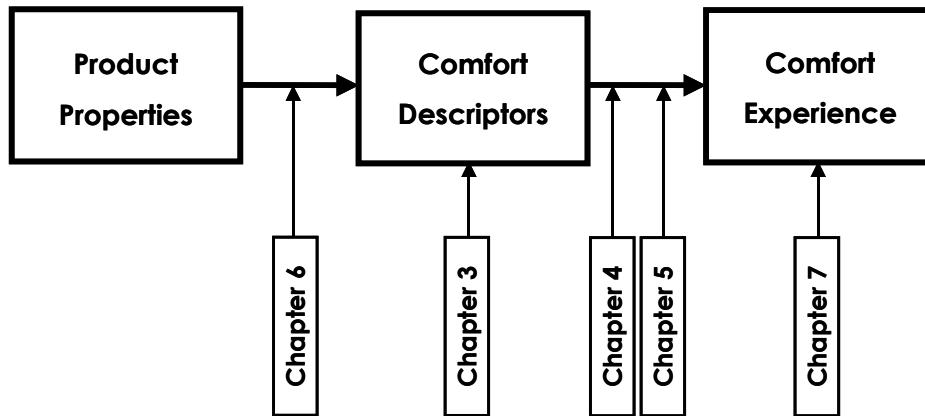 Product
Properties
Comfort
Descriptors
Comfort
Experience
Chapter 6
Chapter 3
Chapter 4
Chapter 5
Chapter 7